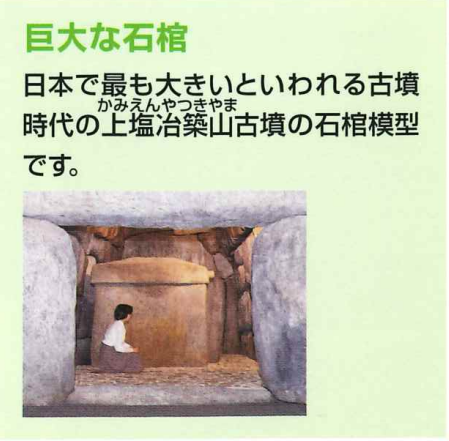 巨大な石棺
日本で最も大きいといわれる古墳
かみえんやつきやま
時代の上塩冶築山古墳の石棺模型
です。